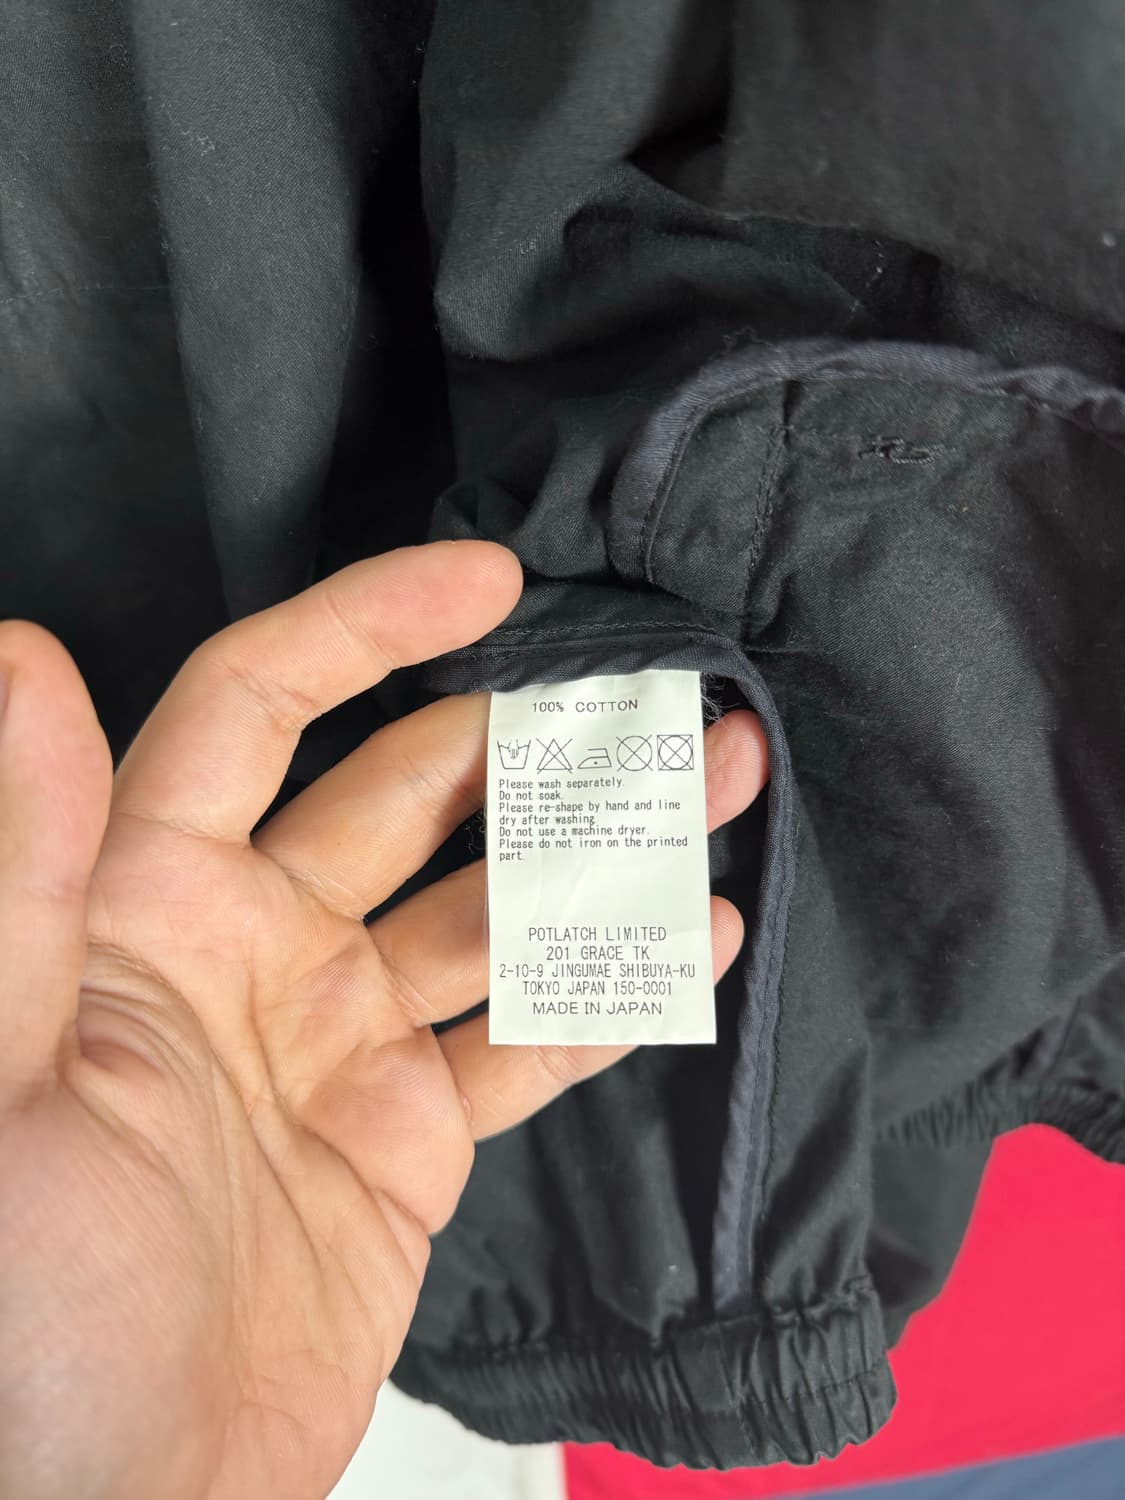 100% COTTON
Please wash separately.
Do not soak.
Please re-shape by hand and line
dry after washing.
Do not use a machine dryer.
Please do not iron on the printed
part.
POTLATCH LIMITED
201 GRACE TK
2-10-9 JINGUMAE SHIBUYA-KU
TOKYO JAPAN 150-0001
MADE IN JAPAN